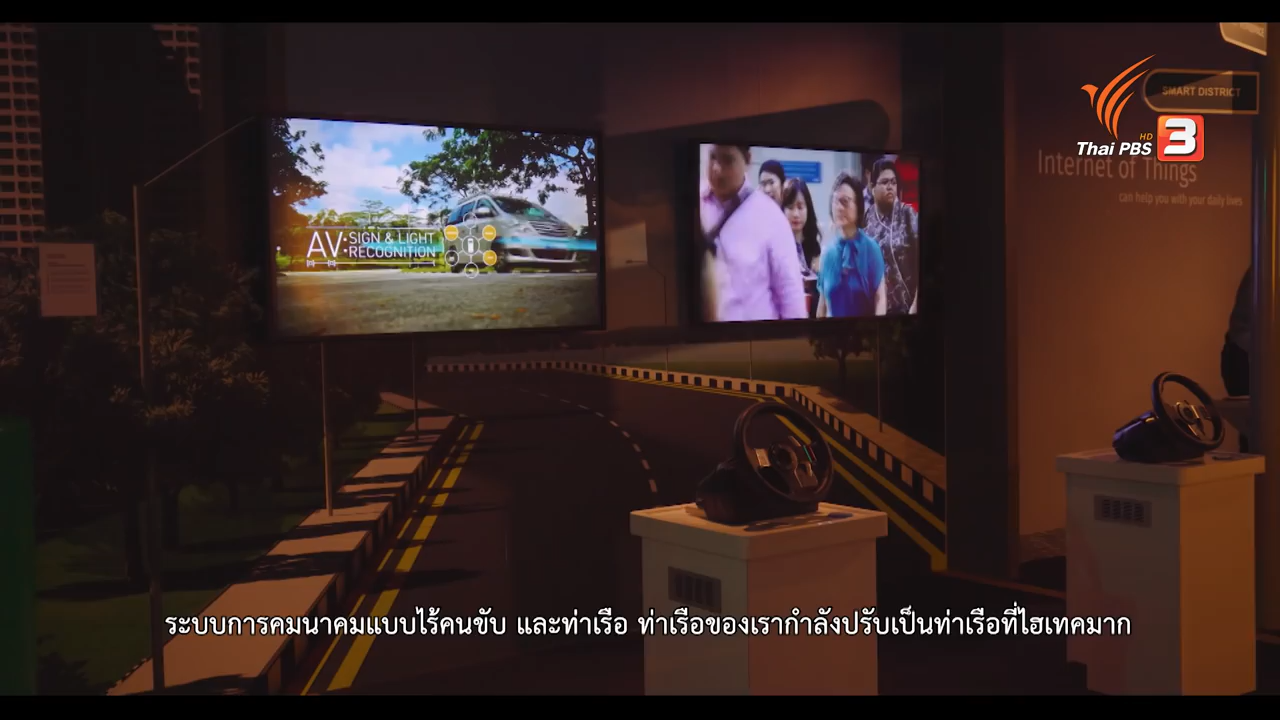 SMART DISTRICT
HD
Thai PBS 3
Internet of Things
can help you with your daily lives
AV: SIGN & LIGHT
RECOGNITION
ระบบการคมนาคมแบบไร้คนขับ และท่าเรือ ท่าเรือของเรากำลังปรับเป็นท่าเรือที่ไฮเทคมาก